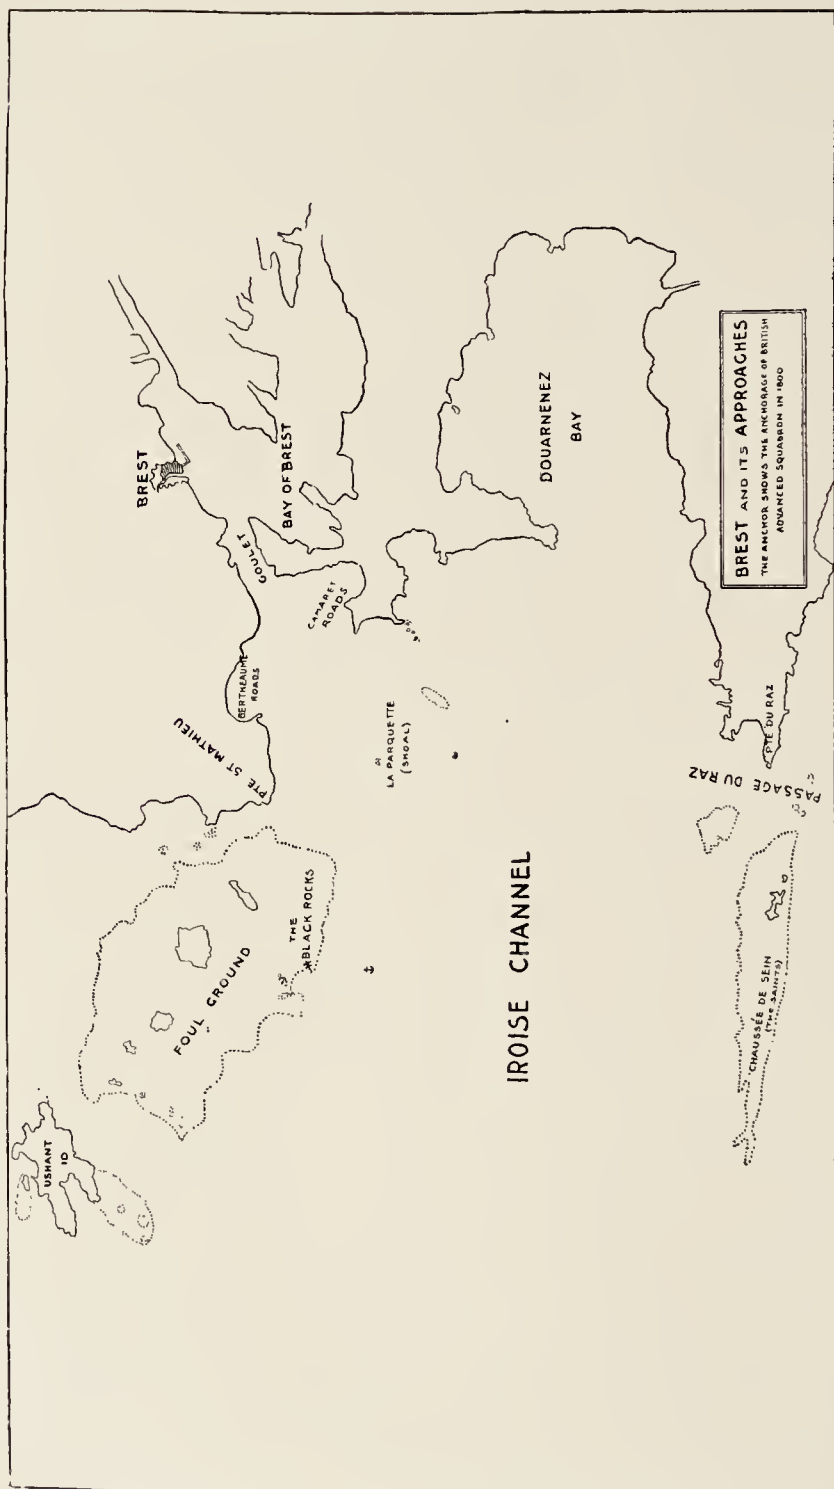 BREST
BAY OF BREST
GOULET
CAMARET
ROADS
BERTHEAUME
ROADS
PTE ST MATHIEU
DOUARNENEZ
BAY
LA PARQUETTE
(SHOAL)
THE
BLACK ROCKS
FOUL GROUND
USHANT
ID
IROISE CHANNEL
PASSAGE DU RAZ
PTE DU RAZ
CHAUSSÉE DE SEIN
(THE SAINTS)
BREST AND ITS APPROACHES
THE ANCHOR SHOWS THE ANCHORAGE OF BRITISH
ADVANCED SQUADRON IN 1800